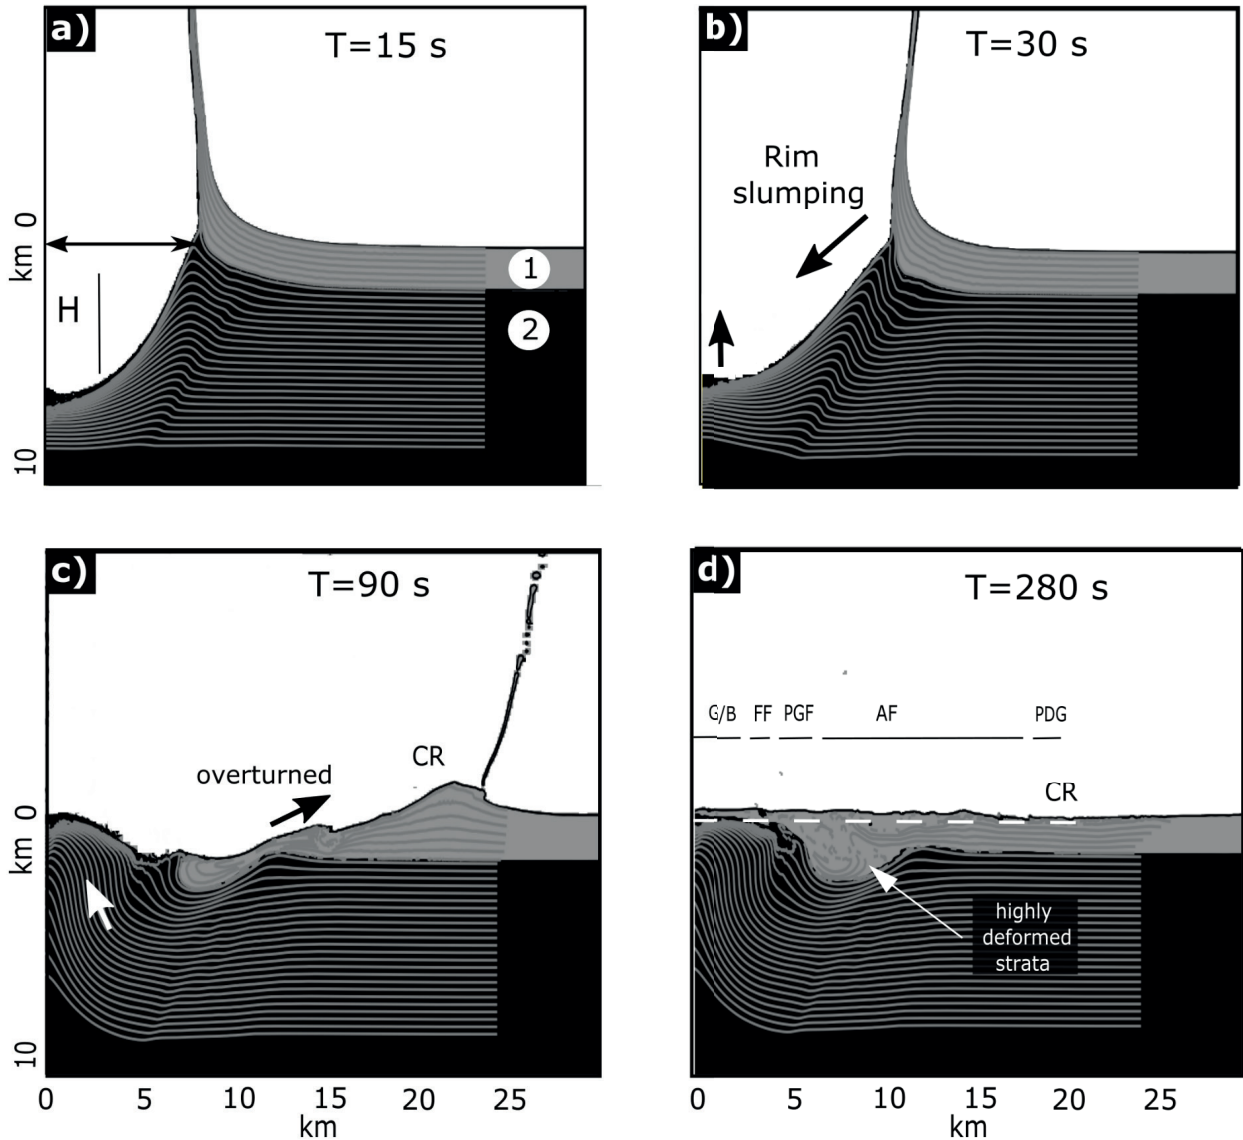 a)
T=15 s
km 0
H
1
2
10
b)
T=30 s
Rim
slumping
c)
T=90 s
CR
overturned
km 0
10
0 5 10 15 20 25
km
d)
T=280 s
G/B FF PGF AF PDG
CR
highly
deformed
strata
0 5 10 15 20 25
km